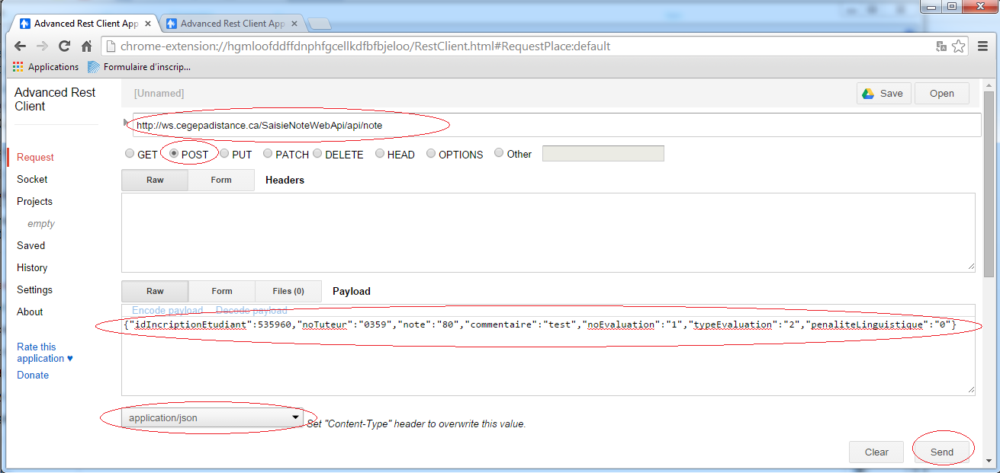 Advanced Rest Client App
Advanced Rest Client App
chrome-extension://hgmloofddffdnphfgcellkdfbfbjeloo/RestClient.html#RequestPlace:default
Applications Formulaire d'inscrip...
Advanced Rest
Client
[Unnamed]
Save Open
http://ws.cegepadistance.ca/SaisieNoteWebApi/api/note
GET POST PUT PATCH DELETE HEAD OPTIONS Other
Raw Form Headers
Request
Socket
Projects
empty
Saved
History
Settings
About
Rate this
application ♥
Donate
Raw Form Files (0) Payload
Encode payload Decode payload
{"idIncriptionEtudiant":535960,"noTuteur":"0359","note":"80","commentaire":"test","noEvaluation":"1","typeEvaluation":"2","penaliteLinguistique":"0"}
application/json
Set "Content-Type" header to overwrite this value.
Clear Send